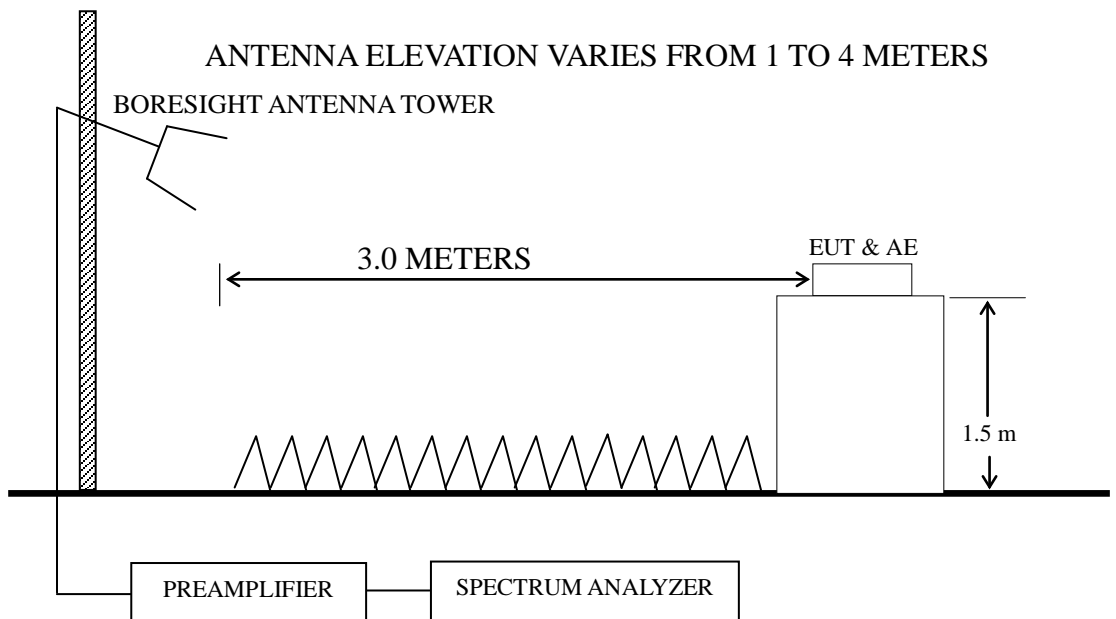 ANTENNA ELEVATION VARIES FROM 1 TO 4 METERS
BORESIGHT ANTENNA TOWER
EUT & AE
3.0 METERS
1.5 m
PREAMPLIFIER
SPECTRUM ANALYZER